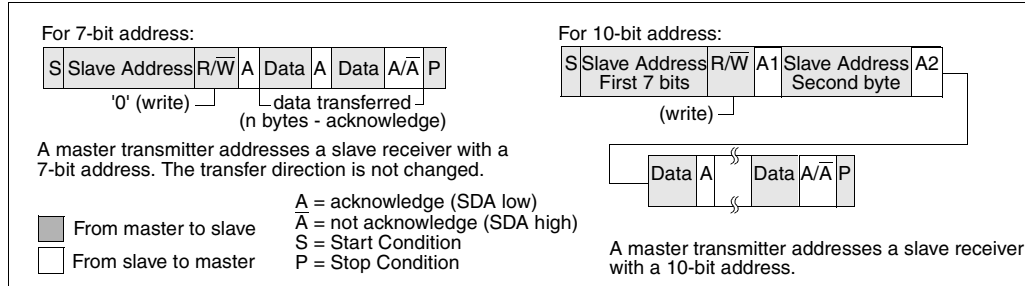 For 7-bit address:
S Slave Address R/W̅ A Data A Data A/A̅ P
'0' (write)
data transferred
(n bytes - acknowledge)
A master transmitter addresses a slave receiver with a
7-bit address. The transfer direction is not changed.
From master to slave
From slave to master
A = acknowledge (SDA low)
A̅ = not acknowledge (SDA high)
S = Start Condition
P = Stop Condition
For 10-bit address:
S Slave Address First 7 bits R/W̅ A1 Slave Address Second byte A2
(write)
Data A Data A/A̅ P
A master transmitter addresses a slave receiver
with a 10-bit address.